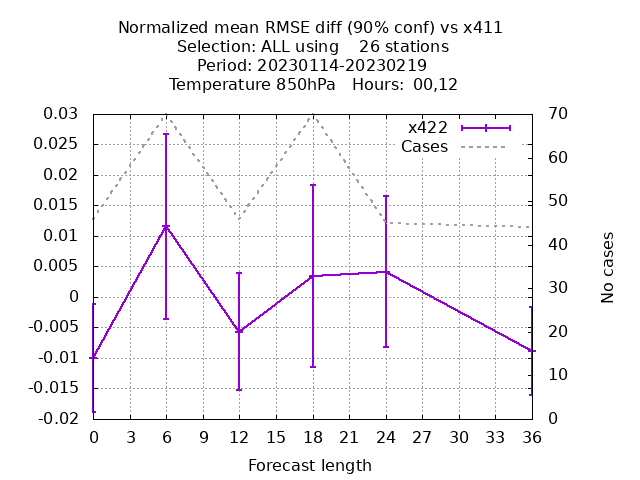 Normalized mean RMSE diff (90% conf) vs x411
Selection: ALL using    26 stations
Period: 20230114-20230219
Temperature 850hPa   Hours:  00,12
x422
Cases
0.03
0.025
0.02
0.015
0.01
0.005
0
-0.005
-0.01
-0.015
-0.02
70
60
50
40
30
20
10
0
No cases
0 3 6 9 12 15 18 21 24 27 30 33 36
Forecast length